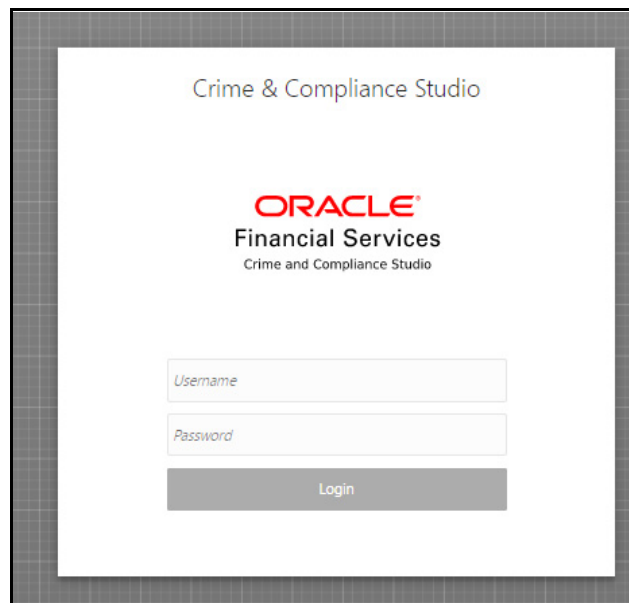 Crime & Compliance Studio
ORACLE®
Financial Services
Crime and Compliance Studio
Username
Password
Login